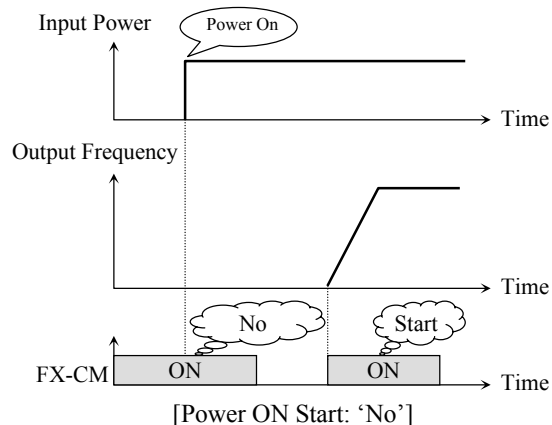 Input Power
Power On
Time
Output Frequency
Time
No
Start
FX-CM
ON
ON
Time
[Power ON Start: ‘No’]